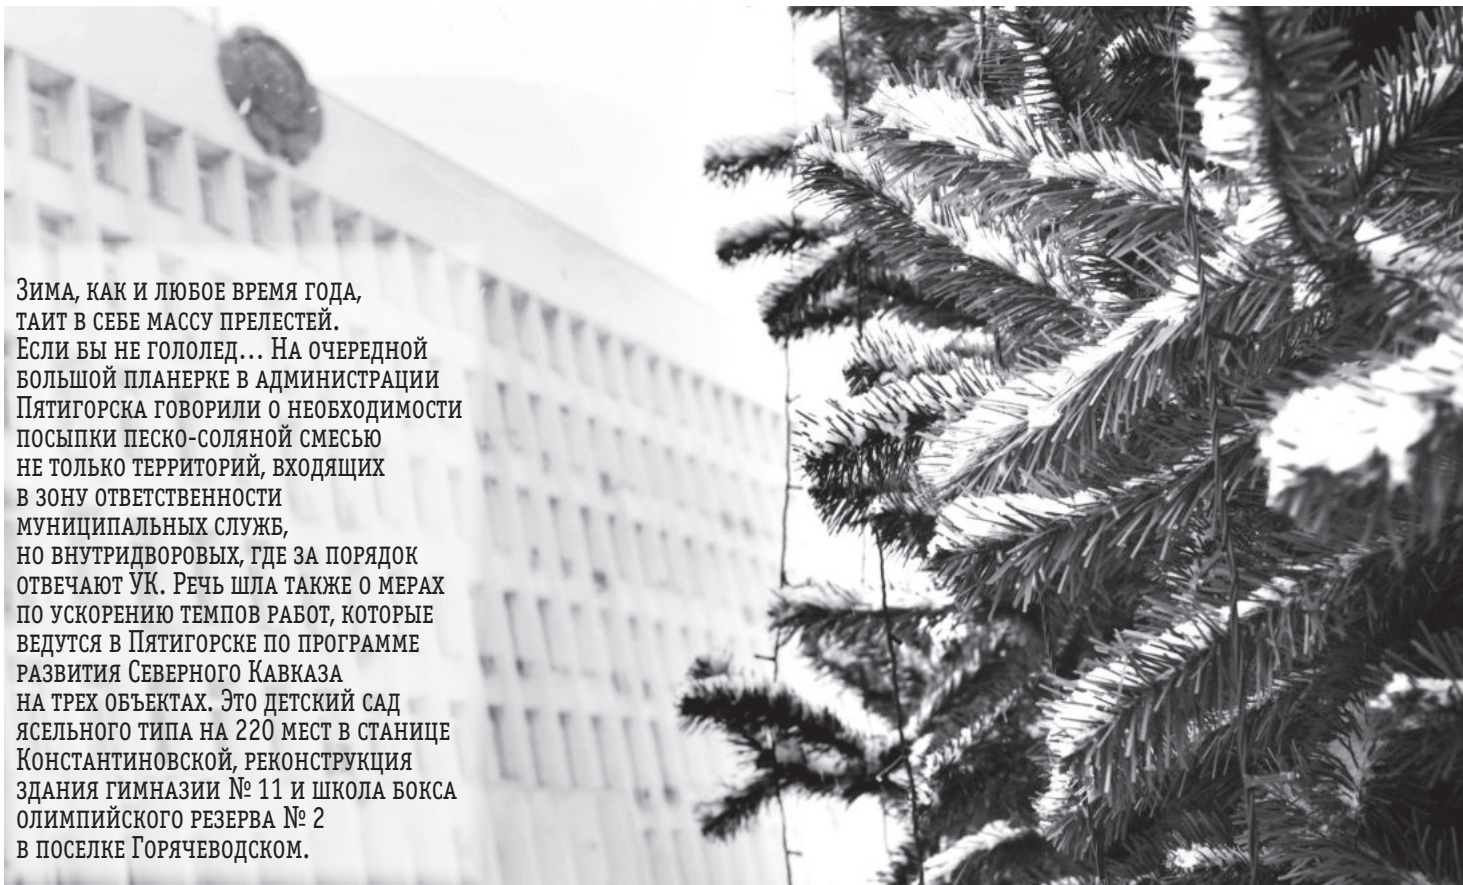 Зима, как и любое время года,
таит в себе массу прелестей.
Если бы не гололед... На очередной
большой планерке в администрации
Пятигорска говорили о необходимости
посыпки песко-соляной смесью
не только территорий, входящих
в зону ответственности
муниципальных служб,
но внутридворовых, где за порядок
отвечают УК. Речь шла также о мерах
по ускорению темпов работ, которые
ведутся в Пятигорске по программе
развития Северного Кавказа
на трех объектах. Это детский сад
ясельного типа на 220 мест в станице
Константиновской, реконструкция
здания гимназии № 11 и школа бокса
олимпийского резерва № 2
в поселке Горячеводском.